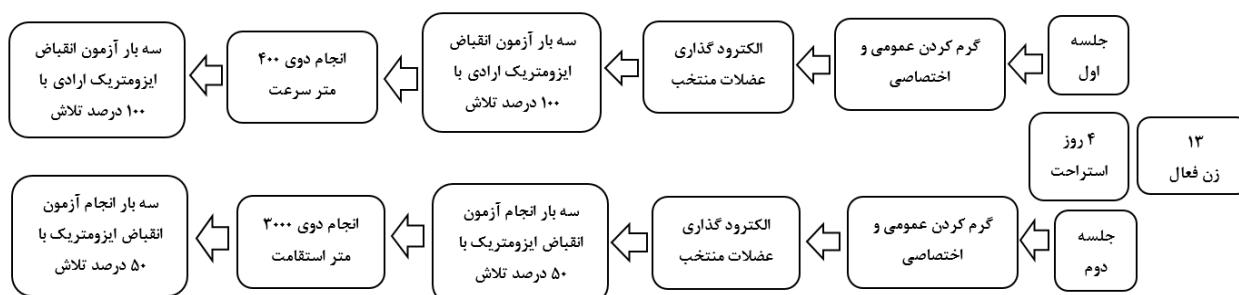 جلسه
اول
گرم کردن عمومی و
اختصاصی
الکترود گذاری
عضلات منتخب
سه بار آزمون انقباض
ایزومتریک ارادی با
۱۰۰ درصد تلاش
انجام دوی ۴۰۰
متر سرعت
سه بار آزمون انقباض
ایزومتریک ارادی با
۱۰۰ درصد تلاش
۱۳
زن فعال
۴ روز
استراحت
جلسه
دوم
گرم کردن عمومی و
اختصاصی
الکترود گذاری
عضلات منتخب
سه بار انجام آزمون
انقباض ایزومتریک با
۵۰ درصد تلاش
انجام دوی ۳۰۰۰
متر استقامت
سه بار انجام آزمون
انقباض ایزومتریک با
۵۰ درصد تلاش